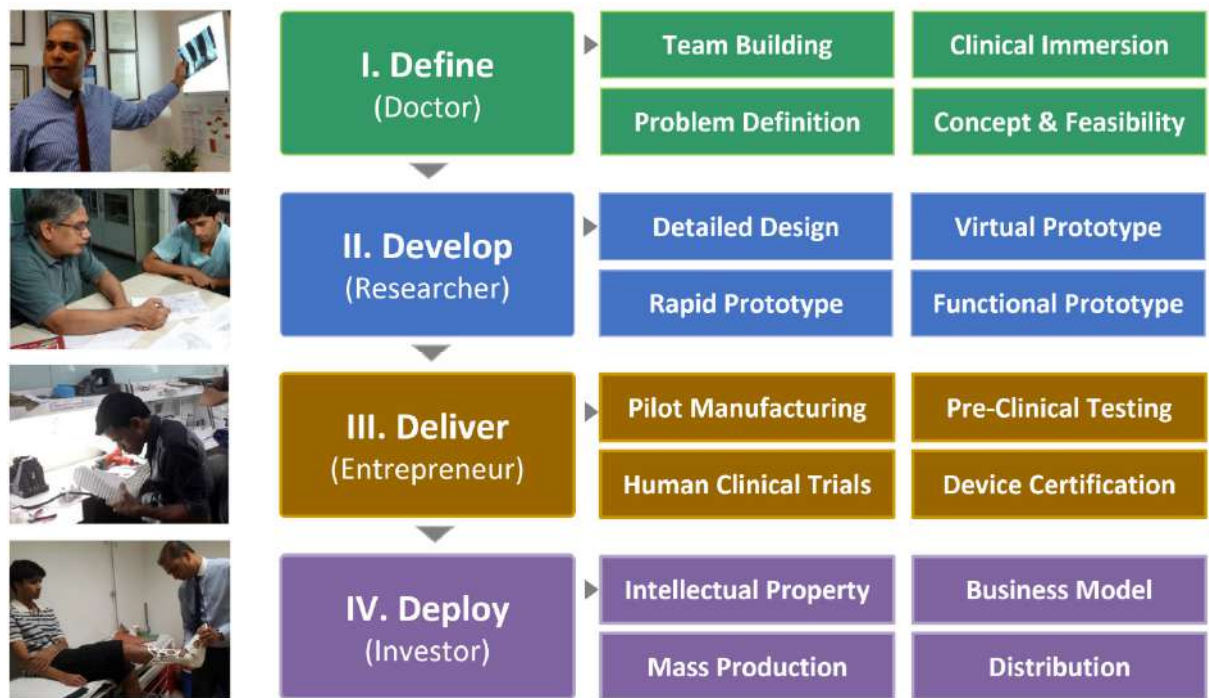 I. Define
(Doctor)
Team Building
Clinical Immersion
Problem Definition
Concept & Feasibility
II. Develop
(Researcher)
Detailed Design
Virtual Prototype
Rapid Prototype
Functional Prototype
III. Deliver
(Entrepreneur)
Pilot Manufacturing
Pre-Clinical Testing
Human Clinical Trials
Device Certification
IV. Deploy
(Investor)
Intellectual Property
Business Model
Mass Production
Distribution